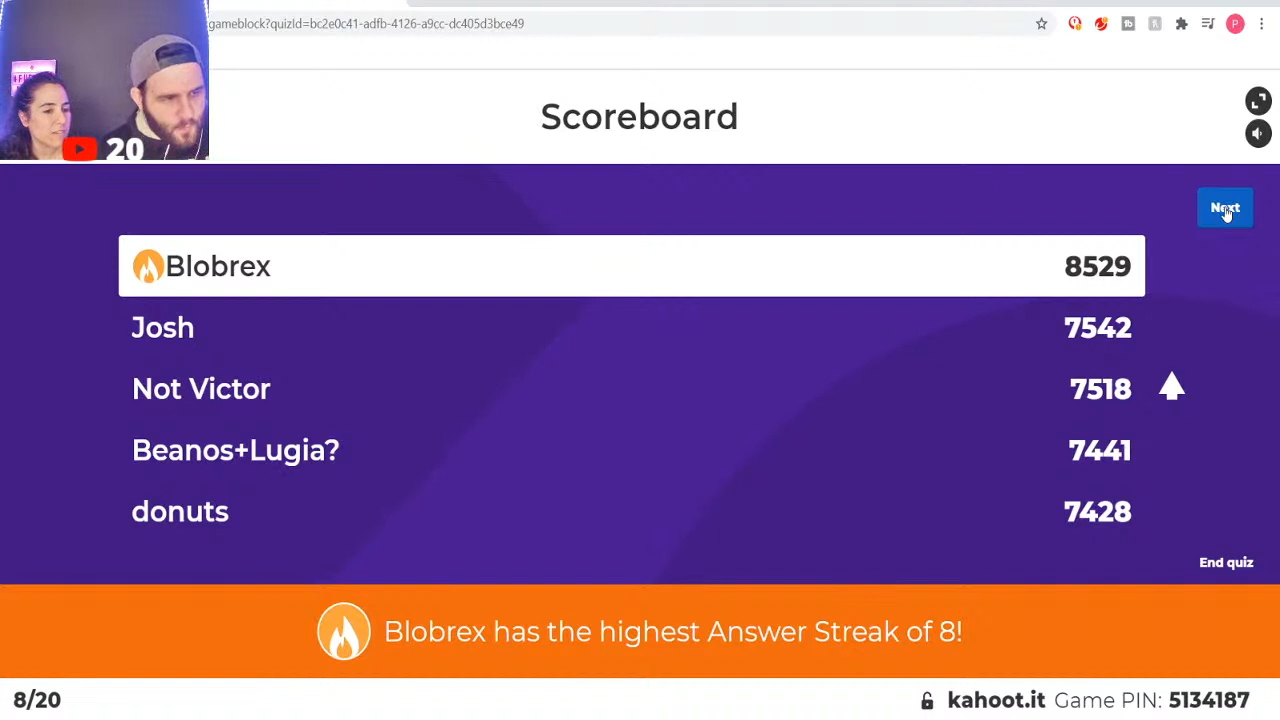 gameblock?quizId=bc2e0c41-adfb-4126-a9cc-dc405d3bce49
Scoreboard
20
Next
Blobrex 8529
Josh 7542
Not Victor 7518
Beanos+Lugia? 7441
donuts 7428
End quiz
Blobrex has the highest Answer Streak of 8!
8/20
kahoot.it Game PIN: 5134187